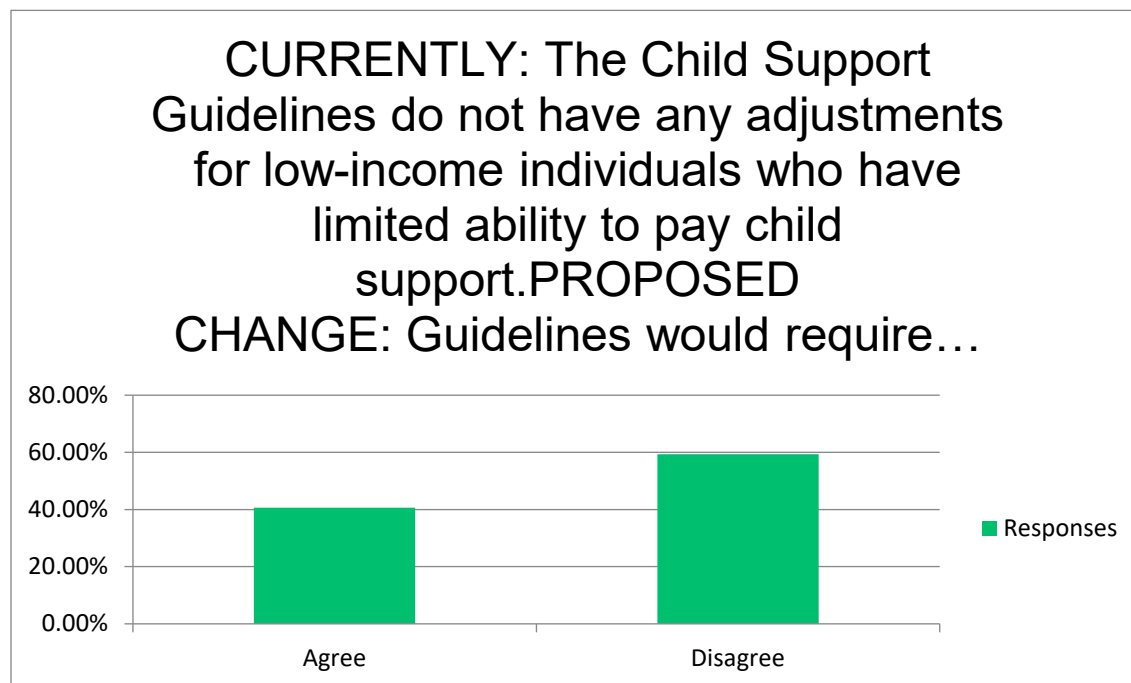 CURRENTLY: The Child Support
Guidelines do not have any adjustments
for low-income individuals who have
limited ability to pay child
support.PROPOSED
CHANGE: Guidelines would require…
80.00%
60.00%
40.00%
20.00%
0.00%
Agree
Disagree
Responses